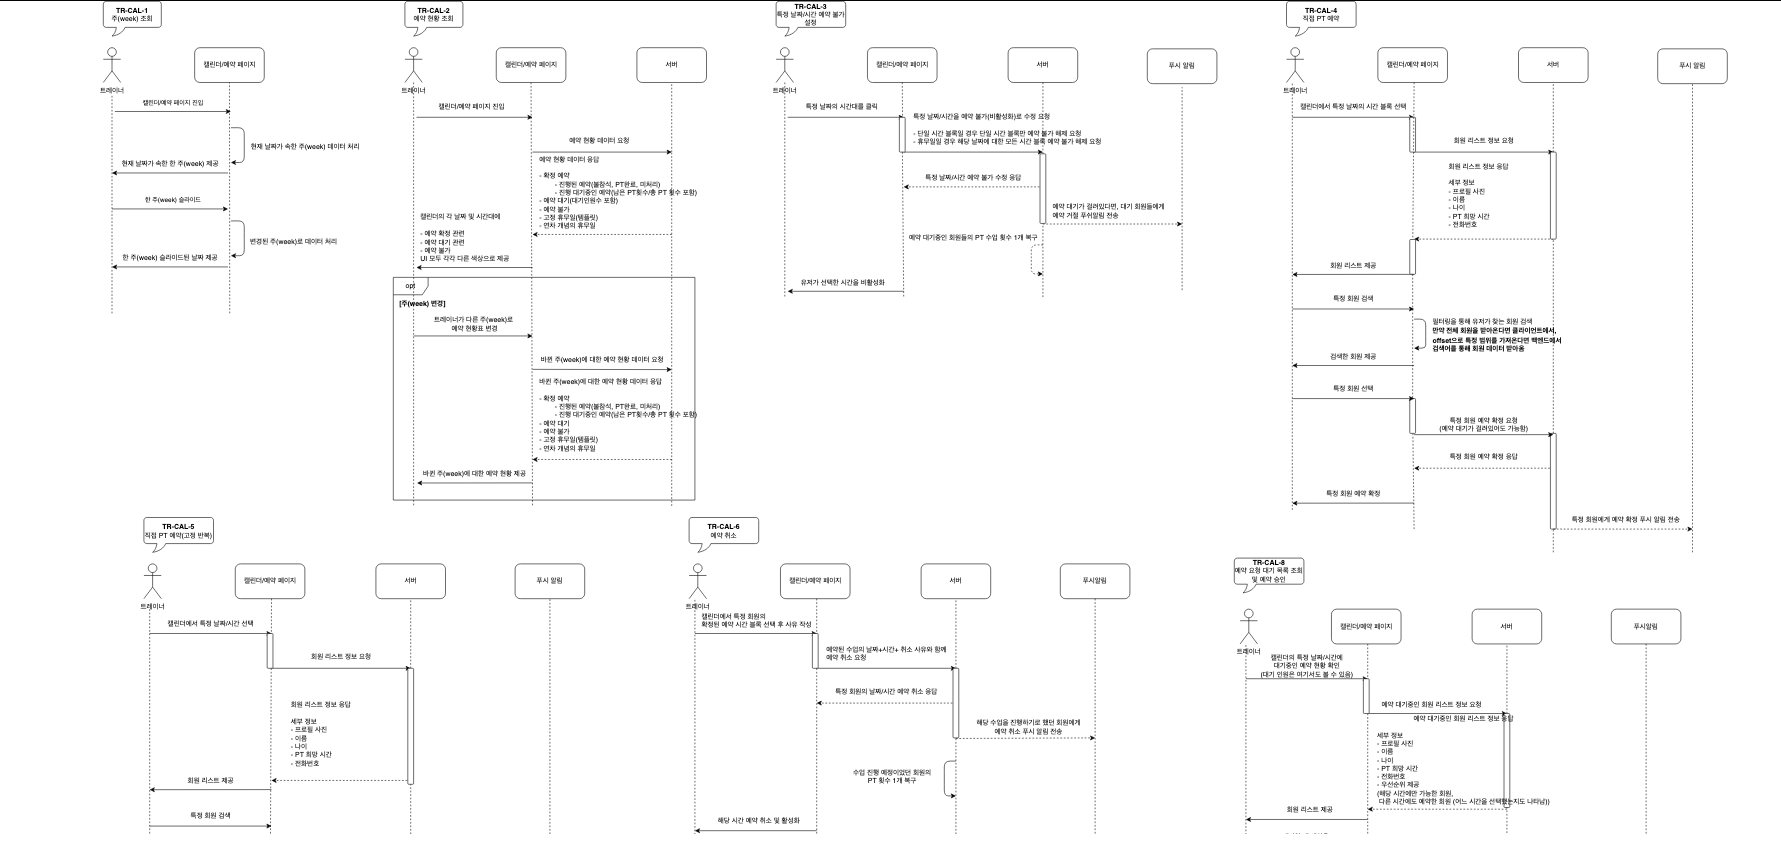 TR-CAL-1
주(week) 조회
트레이너
캘린더/예약 페이지
캘린더/예약 페이지 진입
현재 날짜가 속한 주(week) 데이터 처리
현재 날짜가 속한 한 주(week) 제공
한 주(week) 슬라이드
변경된 주(week)로 데이터 처리
한 주(week) 슬라이드된 날짜 제공
TR-CAL-2
예약 현황 조회
트레이너
캘린더/예약 페이지
서버
캘린더/예약 페이지 진입
예약 현황 데이터 요청
예약 현황 데이터 응답
- 확정 예약
- 진행된 예약(불참석, PT완료, 미처리)
- 진행 대기중인 예약(남은 PT횟수/총 PT 횟수 포함)
- 예약 대기(대기인원수 포함)
- 예약 불가
- 고정 휴무일(템플릿)
- 연차 개념의 휴무일
캘린더의 각 날짜 및 시간대에
- 예약 확정 관련
- 예약 대기 관련
- 예약 불가
UI 모두 각각 다른 색상으로 제공
opt
[주(week) 변경]
트레이너가 다른 주(week)로
예약 현황표 변경
바뀐 주(week)에 대한 예약 현황 데이터 요청
바뀐 주(week)에 대한 예약 현황 데이터 응답
- 확정 예약
- 진행된 예약(불참석, PT완료, 미처리)
- 진행 대기중인 예약(남은 PT횟수/총 PT 횟수 포함)
- 예약 대기
- 예약 불가
- 고정 휴무일(템플릿)
- 연차 개념의 휴무일
바뀐 주(week)에 대한 예약 현황 제공
TR-CAL-3
특정 날짜/시간 예약 불가
설정
트레이너
캘린더/예약 페이지
서버
푸시 알림
특정 날짜의 시간대를 클릭
특정 날짜/시간을 예약 불가(비활성화)로 수정 요청
- 단일 시간 블록일 경우 단일 시간 블록만 예약 불가 해제 요청
- 휴무일일 경우 해당 날짜에 대한 모든 시간 블록 예약 불가 해제 요청
특정 날짜/시간 예약 불가 수정 응답
예약 대기가 걸려있다면, 대기 회원들에게
예약 거절 푸쉬알림 전송
예약 대기중인 회원들의 PT 수업 횟수 1개 복구
유저가 선택한 시간을 비활성화
TR-CAL-4
직접 PT 예약
트레이너
캘린더/예약 페이지
서버
푸시 알림
캘린더에서 특정 날짜의 시간 블록 선택
회원 리스트 정보 요청
회원 리스트 정보 응답
세부 정보
- 프로필 사진
- 이름
- 나이
- PT 희망 시간
- 전화번호
회원 리스트 제공
특정 회원 검색
필터링을 통해 유저가 찾는 회원 검색
만약 전체 회원을 받아온다면 클라이언트에서,
offset으로 특정 범위를 가져온다면 백엔드에서
검색어를 통해 회원 데이터 받아옴
검색한 회원 제공
특정 회원 선택
특정 회원 예약 확정 요청
(예약 대기가 걸려있어도 가능함)
특정 회원 예약 확정 응답
특정 회원 예약 확정
특정 회원에게 예약 확정 푸시 알림 전송
TR-CAL-5
직접 PT 예약(고정 반복)
트레이너
캘린더/예약 페이지
서버
푸시 알림
캘린더에서 특정 날짜/시간 선택
회원 리스트 정보 요청
회원 리스트 정보 응답
세부 정보
- 프로필 사진
- 이름
- 나이
- PT 희망 시간
- 전화번호
회원 리스트 제공
특정 회원 검색
TR-CAL-6
예약 취소
트레이너
캘린더/예약 페이지
서버
푸시알림
캘린더에서 특정 회원의
확정된 예약 시간 블록 선택 후 사유 작성
예약된 수업의 날짜+시간+ 취소 사유와 함께
예약 취소 요청
특정 회원의 날짜/시간 예약 취소 응답
해당 수업을 진행하기로 했던 회원에게
예약 취소 푸시 알림 전송
수업 진행 예정이었던 회원의
PT 횟수 1개 복구
해당 시간 예약 취소 및 활성화
TR-CAL-8
예약 요청 대기 목록 조회
및 예약 승인
트레이너
캘린더/예약 페이지
서버
푸시알림
캘린더의 특정 날짜/시간에
대기중인 예약 현황 확인
(대기 인원은 여기서도 볼 수 있음)
예약 대기중인 회원 리스트 정보 요청
예약 대기중인 회원 리스트 정보 응답
세부 정보
- 프로필 사진
- 이름
- 나이
- PT 희망 시간
- 전화번호
- 우선순위 제공
(해당 시간에만 가능한 회원,
다른 시간에도 예약한 회원 (어느 시간을 선택했는지도 나타남))
회원 리스트 제공